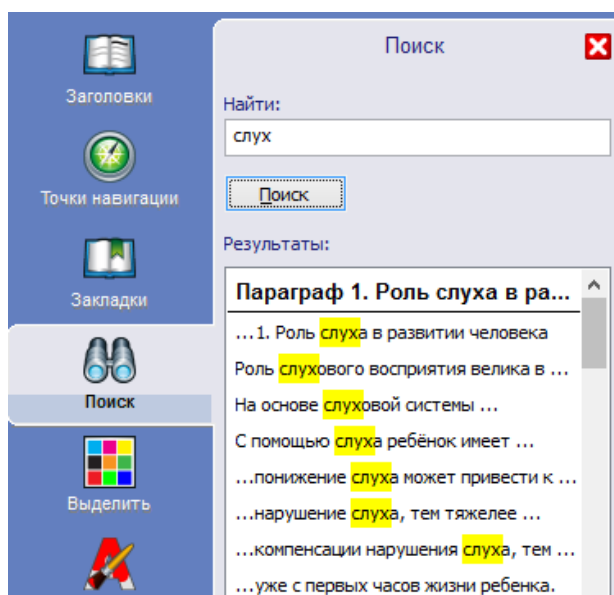 Заголовки
Точки навигации
Закладки
Поиск
Выделить
Поиск
Найти:
слух
Поиск
Результаты:
Параграф 1. Роль слуха в ра...
...1. Роль слуха в развитии человека
Роль слухового восприятия велика в ...
На основе слуховой системы ...
С помощью слуха ребёнок имеет ...
...понижение слуха может привести к ...
...нарушение слуха, тем тяжелее ...
...компенсации нарушения слуха, тем ...
...уже с первых часов жизни ребенка.